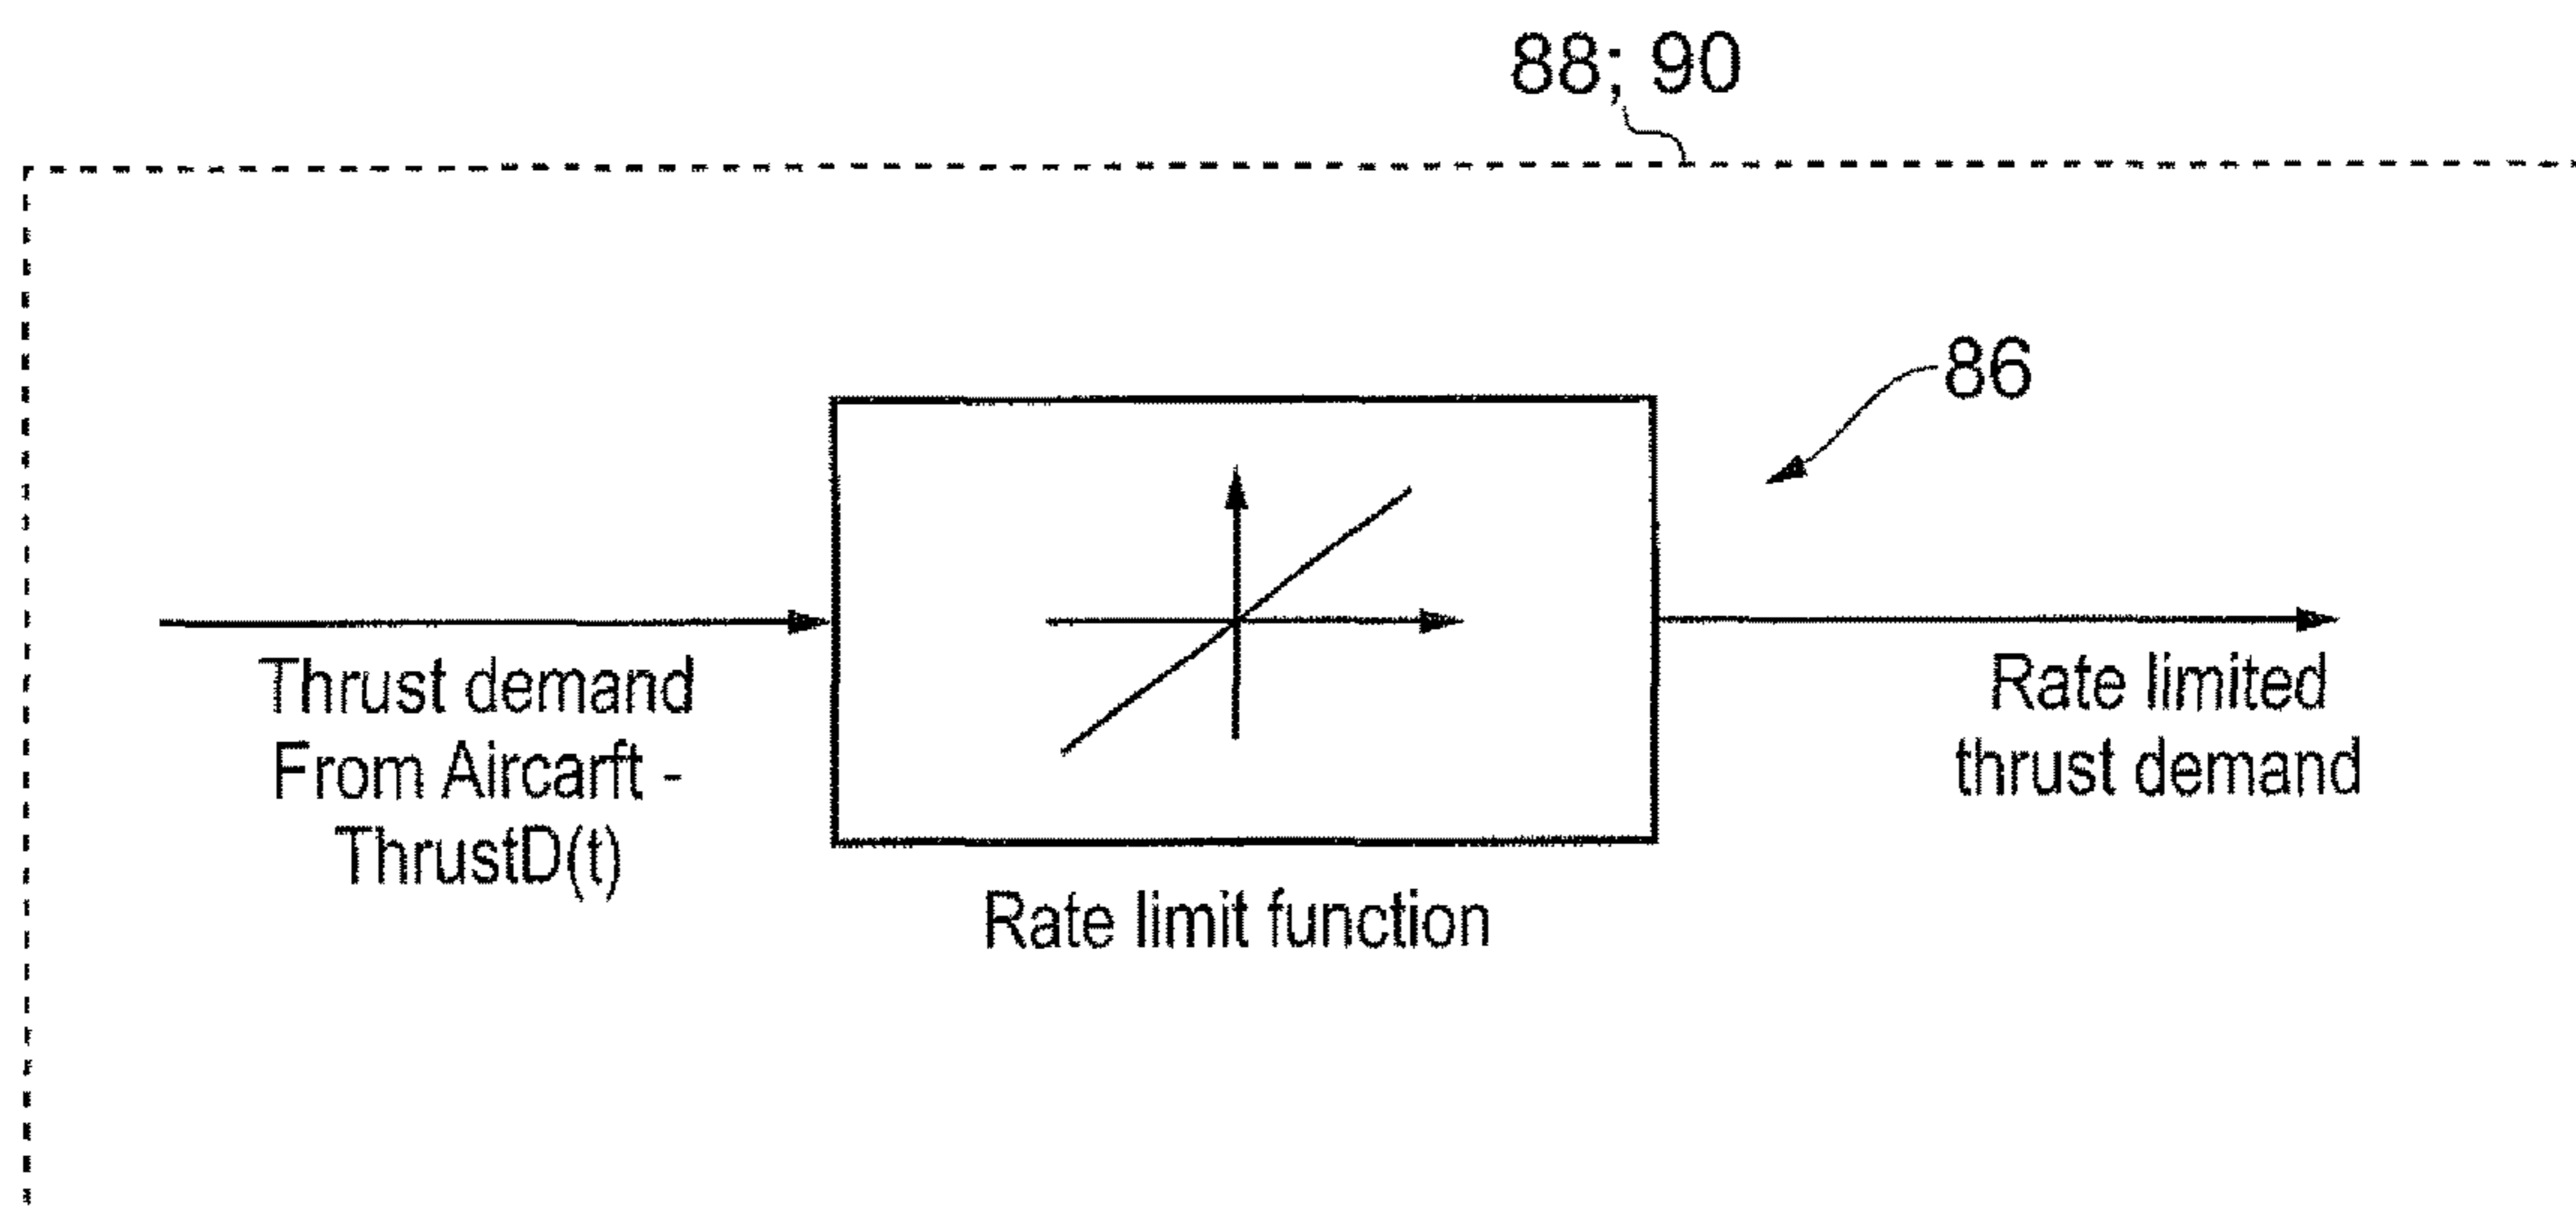 88; 90
86
Thrust demand
From Aircarft -
ThrustD(t)
Rate limit function
Rate limited
thrust demand